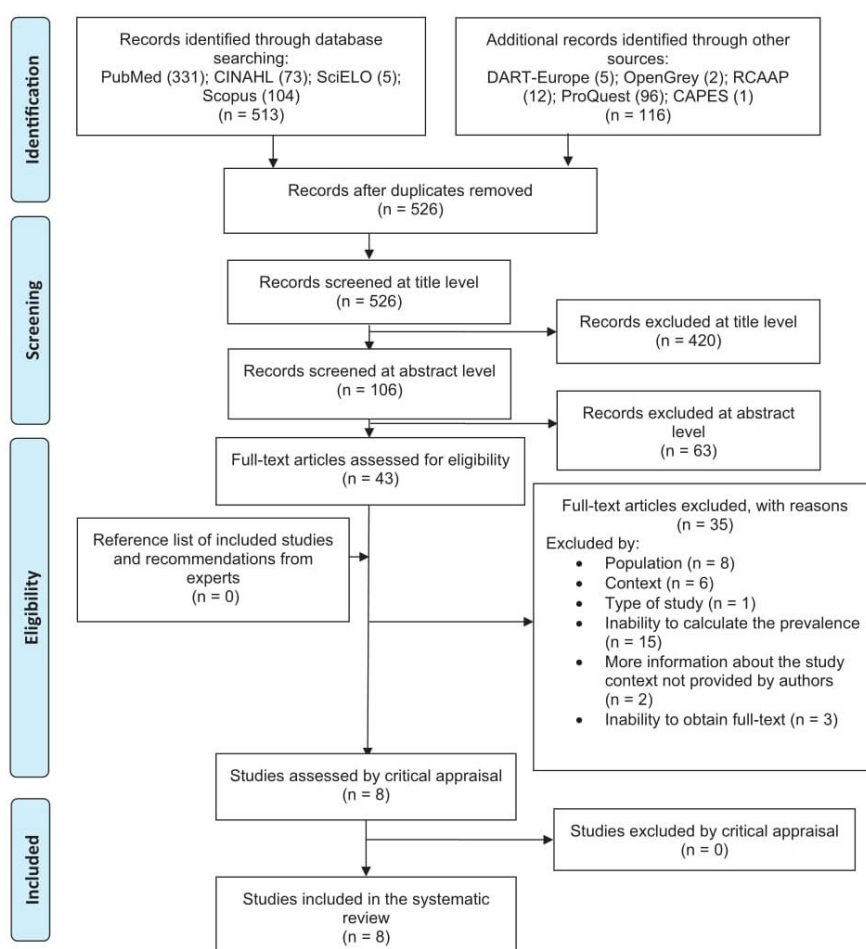 Records identified through database
searching:
PubMed (331); CINAHL (73); SciELO (5);
Scopus (104)
(n = 513)
Additional records identified through other
sources:
DART-Europe (5); OpenGrey (2); RCAAP
(12); ProQuest (96); CAPES (1)
n = 116)
Identification
Records after duplicates removed
(n = 526)
Screening
Records screened at title level
n = 526)
Records excluded at title level
(n = 420)
Records screened at abstract level
(n = 106)
Records excluded at abstract
level
(n = 63)
Eligibility
Full-text articles assessed for eligibility
(n = 43)
Reference list of included studies
and recommendations from
experts
(n = 0)
Full-text articles excluded, with reasons
(n = 35)
Excluded by:
• Population (n = 8)
• Context (n = 6)
• Type of study (n = 1)
• Inability to calculate the prevalence
(n = 15)
• More information about the study
context not provided by authors
(n = 2)
• Inability to obtain full-text (n = 3)
Studies assessed by critical appraisal
(n = 8)
Included
Studies excluded by critical appraisal
(n = 0)
Studies included in the systematic
review
(n = 8)